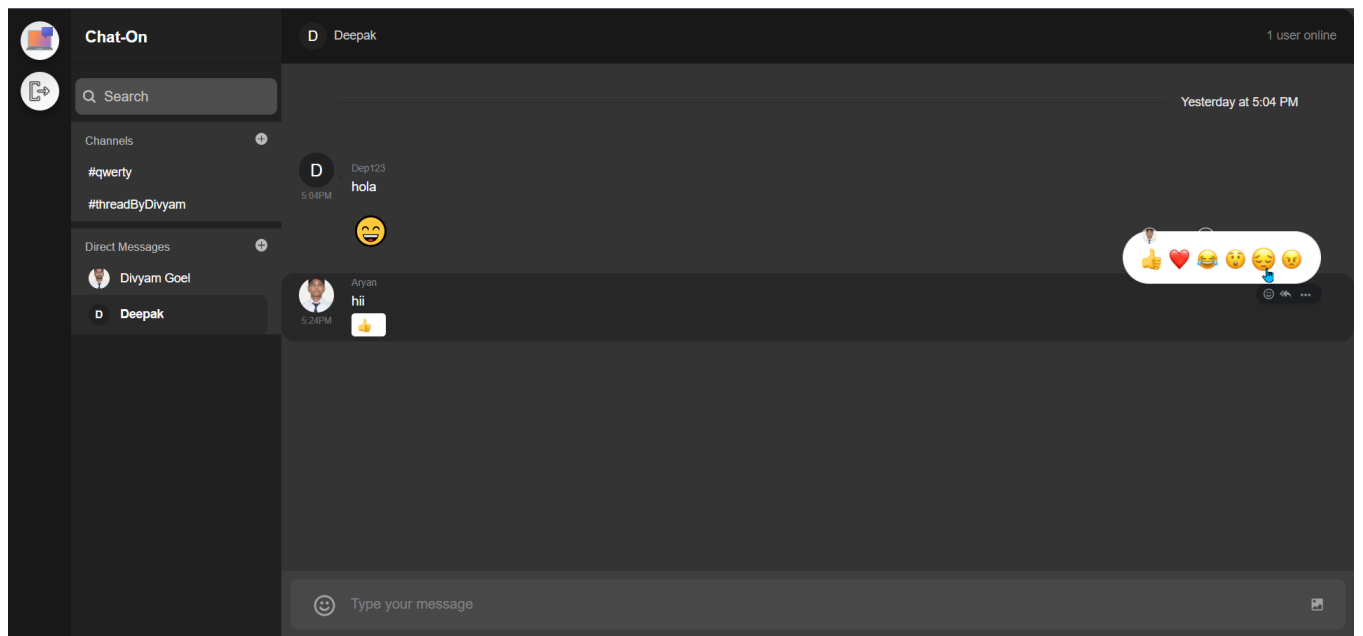 Chat-On
Search
Channels
#qwerty
#threadByDivyam
Direct Messages
Divyam Goel
D Deepak
D Deepak
1 user online
Yesterday at 5:04 PM
D
Dep123
5:04PM
hola
Aryan
hii
5:24PM
Type your message